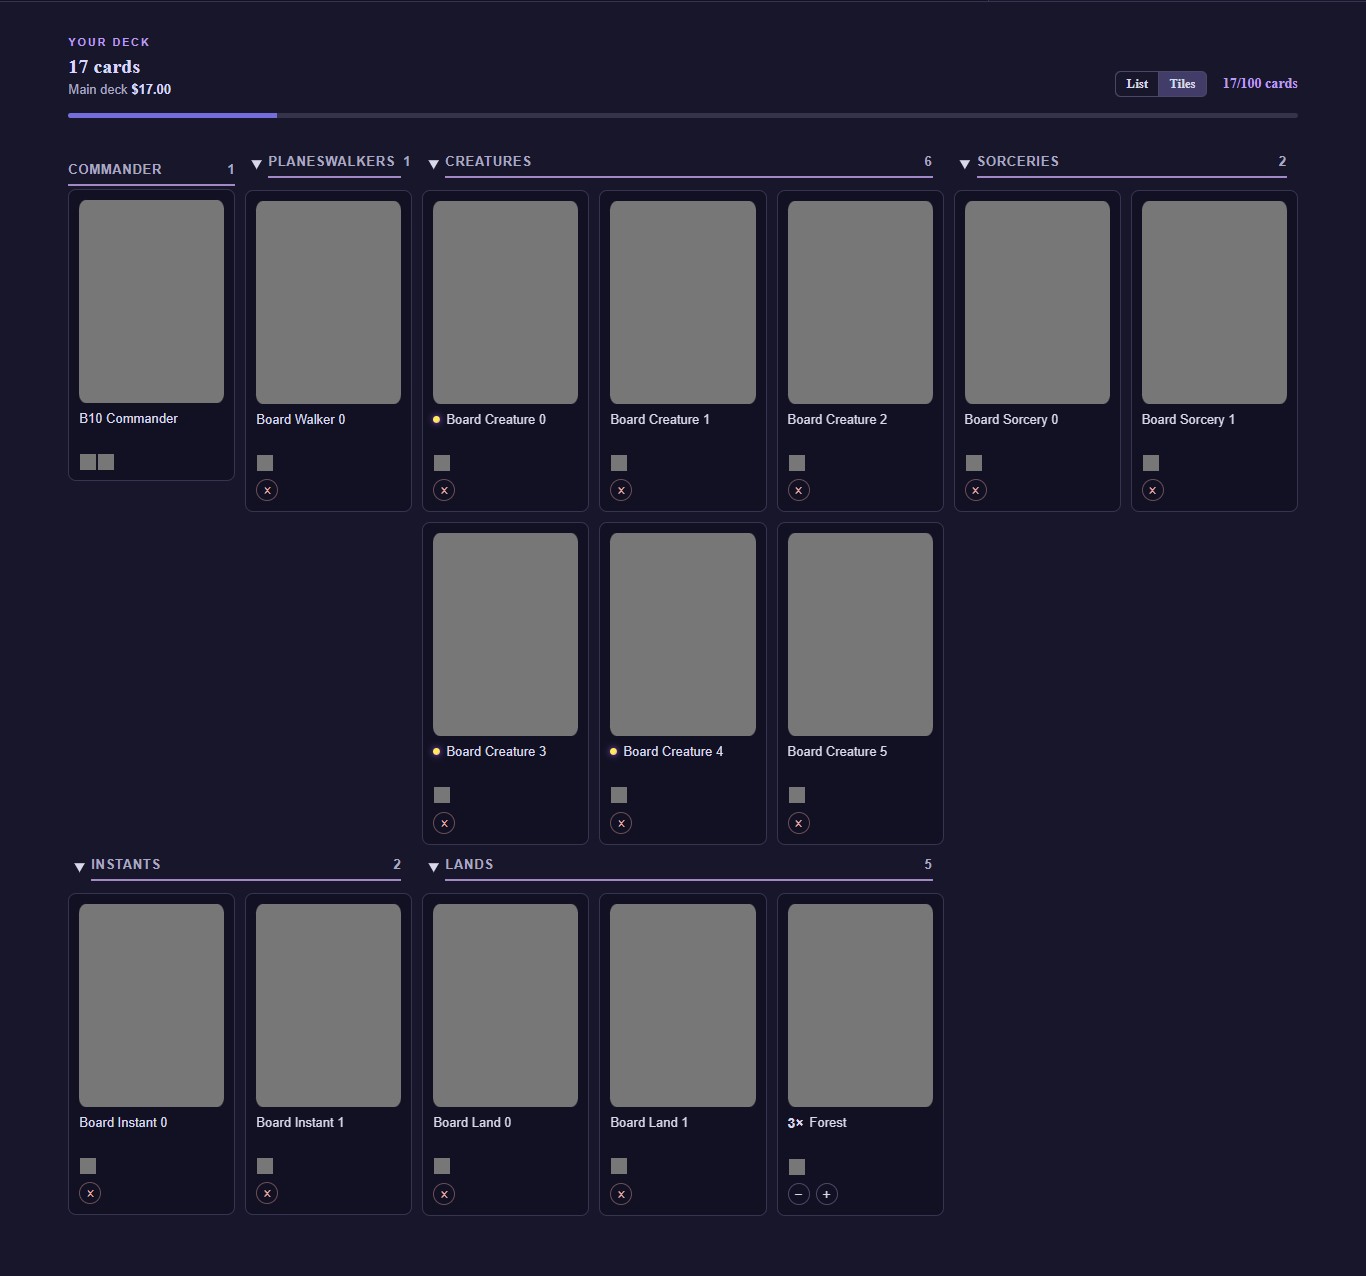 YOUR DECK
17 cards
Main deck $17.00
List Tiles 17/100 cards
COMMANDER 1
PLANESWALKERS 1
CREATURES 6
SORCERIES 2
B10 Commander
Board Walker 0
Board Creature 0
Board Creature 1
Board Creature 2
Board Sorcery 0
Board Sorcery 1
x x x x x x
Board Creature 3
Board Creature 4
Board Creature 5
x x x
INSTANTS 2
LANDS 5
Board Instant 0
Board Instant 1
Board Land 0
Board Land 1
3× Forest
x x x x − +